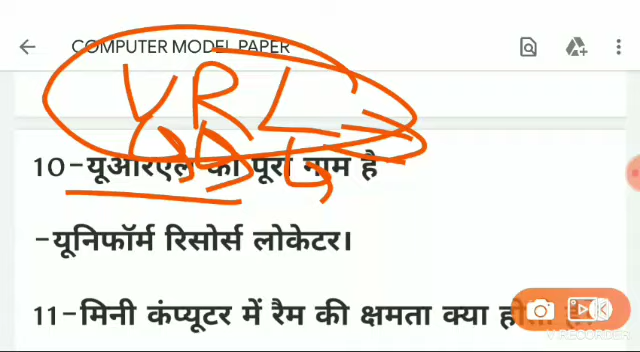 COMPUTER MODEL PAPER
URL
10-यूआरएल का पूरा नाम है
-यूनिफॉर्म रिसोर्स लोकेटर।
11-मिनी कंप्यूटर में रैम की क्षमता क्या